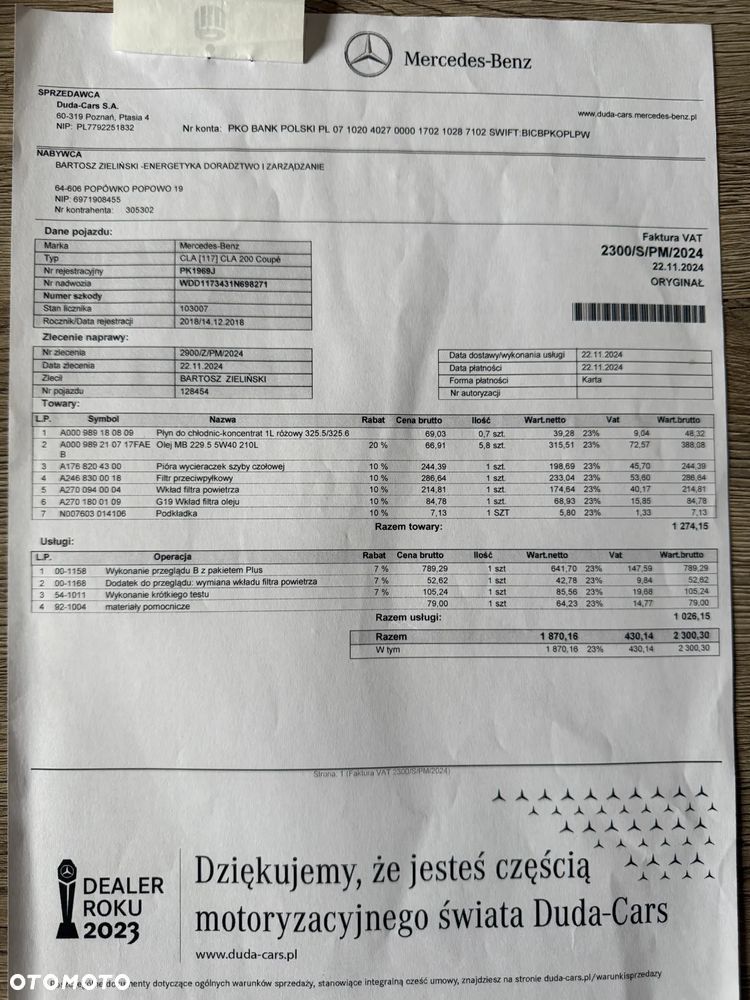 Mercedes-Benz
SPRZEDAWCA
Duda-Cars S.A.
60-319 Poznań, Ptasia 4
NIP: PL7792251832
www.duda-cars.mercedes-benz.pl
Nr konta: PKO BANK POLSKI PL 07 1020 4027 0000 1702 1028 7102 SWIFT:BICBPKOPLPW
NABYWCA
BARTOSZ ZIELIŃSKI -ENERGETYKA DORADZTWO I ZARZĄDZANIE
64-606 POPÓWKO POPOWO 19
NIP: 6971908455
Nr kontrahenta: 305302
Dane pojazdu:
Marka Mercedes-Benz
Typ CLA [117] CLA 200 Coupé
Nr rejestracyjny PK1969J
Nr nadwozia WDD1173431N698271
Numer szkody
Stan licznika 103007
Rocznik/Data rejestracji 2018/14.12.2018
Faktura VAT
2300/S/PM/2024
22.11.2024
ORYGINAŁ
Zlecenie naprawy:
Nr zlecenia 2900/Z/PM/2024
Data zlecenia 22.11.2024
Zlecił BARTOSZ ZIELIŃSKI
Nr pojazdu 128454
Data dostawy/wykonania usługi 22.11.2024
Data płatności 22.11.2024
Forma płatności Karta
Nr autoryzacji
Towary:
L.P. Symbol Nazwa Rabat Cena brutto Ilość Wart.netto Vat Wart.brutto
1 A000 989 18 08 09 Płyn do chłodnic-koncentrat 1L różowy 325.5/325.6 69,03 0,7 szt. 39,28 23% 9,04 48,32
2 A000 989 21 07 17FAE Olej MB 229.5 5W40 210L 20 % 66,91 5,8 szt. 315,51 23% 72,57 388,08
B
3 A176 820 43 00 Pióra wycieraczek szyby czołowej 10 % 244,39 1 szt. 198,69 23% 45,70 244,39
4 A246 830 00 18 Filtr przeciwpyłkowy 10 % 286,64 1 szt. 233,04 23% 53,60 286,64
5 A270 094 00 04 Wkład filtra powietrza 10 % 214,81 1 szt. 174,64 23% 40,17 214,81
6 A270 180 01 09 G19 Wkład filtra oleju 10 % 84,78 1 szt. 68,93 23% 15,85 84,78
7 N007603 014106 Podkładka 10 % 7,13 1 SZT 5,80 23% 1,33 7,13
Razem towary: 1 274,15
Usługi:
L.P. Operacja Rabat Cena brutto Ilość Wart.netto Vat Wart.brutto
1 00-1158 Wykonanie przeglądu B z pakietem Plus 7 % 789,29 1 szt 641,70 23% 147,59 789,29
2 00-1168 Dodatek do przeglądu: wymiana wkładu filtra powietrza 7 % 52,62 1 szt 42,78 23% 9,84 52,62
3 54-1011 Wykonanie krótkiego testu 7 % 105,24 1 szt 85,56 23% 19,68 105,24
4 92-1004 materiały pomocnicze 79,00 1 szt 64,23 23% 14,77 79,00
Razem usługi: 1 026,15
Razem 1 870,16 430,14 2 300,30
W tym 1 870,16 23% 430,14 2 300,30
Strona: 1 (Faktura VAT 2300/S/PM/2024)
DEALER
ROKU
2023
Dziękujemy, że jesteś częścią
motoryzacyjnego świata Duda-Cars
www.duda-cars.pl
OTOMOTO
dokumenty dotyczące ogólnych warunków sprzedaży, stanowiące integralną cześć umowy, znajdziesz na stronie duda-cars.pl/warunkisprzedazy